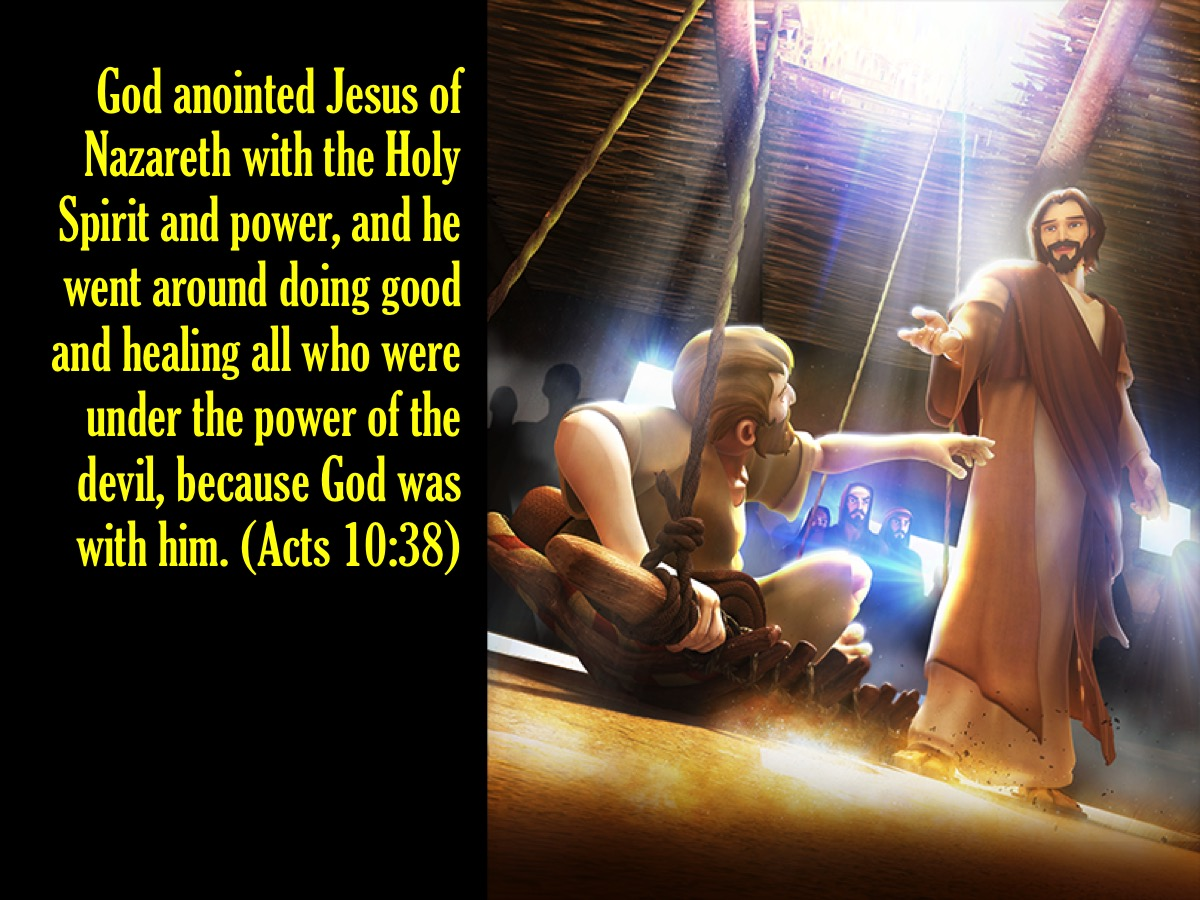 God anointed Jesus of
Nazareth with the Holy
Spirit and power, and he
went around doing good
and healing all who were
under the power of the
devil, because God was
with him. (Acts 10:38)